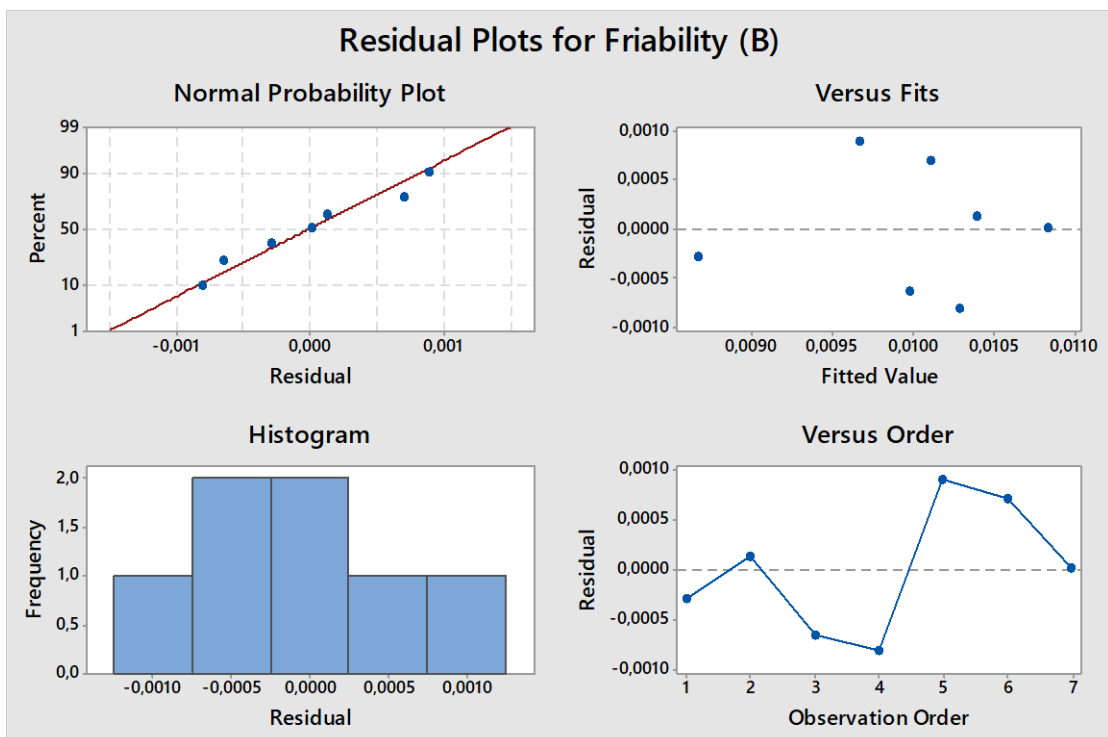 Residual Plots for Friability (B)
Normal Probability Plot
99
90
50
10
1
Percent
-0,001 0,000 0,001
Residual
Versus Fits
0,0010
0,0005
0,0000
-0,0005
-0,0010
Residual
0,0090 0,0095 0,0100 0,0105 0,0110
Fitted Value
Histogram
2,0
1,5
1,0
0,5
0,0
Frequency
-0,0010 -0,0005 0,0000 0,0005 0,0010
Residual
Versus Order
0,0010
0,0005
0,0000
-0,0005
-0,0010
Residual
1 2 3 4 5 6 7
Observation Order